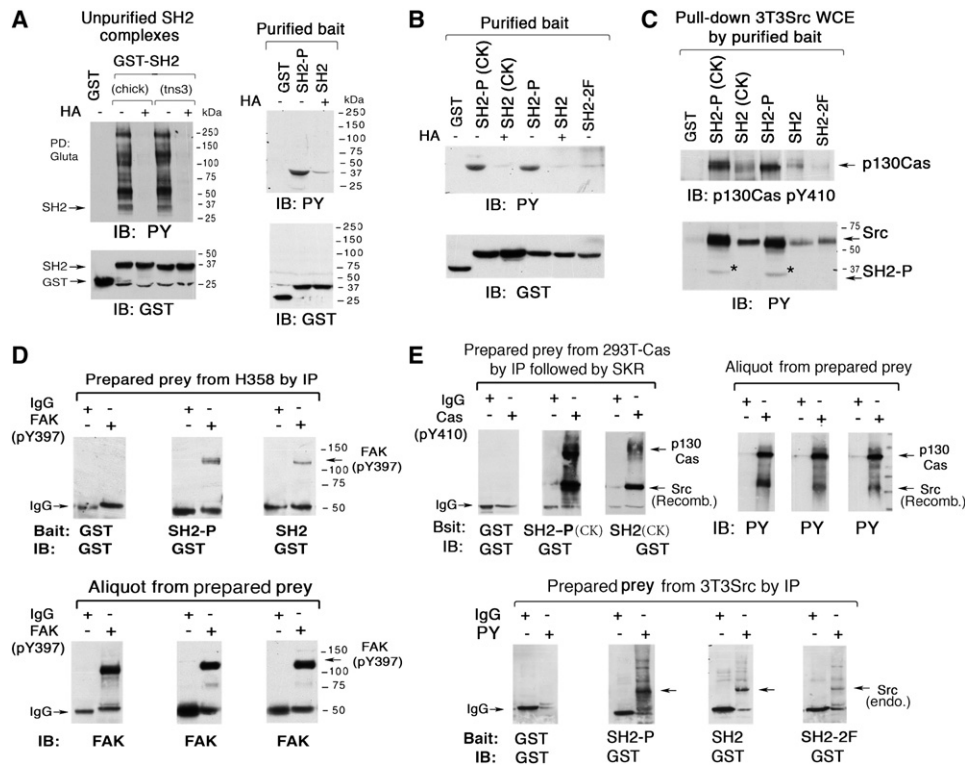 A
Unpurified SH2
complexes
GST-SH2
GST
(chick)
(tns3)
HA - - + - + kDa
PD:
Gluta
250
150
100
75
50
37
25
SH2
IB: PY
SH2
GST
50
37
25
IB: GST
Purified bait
GST
SH2-P
SH2
HA - - + kDa
250
150
100
75
50
37
25
IB: PY
250
150
100
75
50
37
25
IB: GST
B
Purified bait
GST
SH2-P (CK)
SH2 (CK)
SH2-P
SH2
SH2-2F
HA - - + - + -
IB: PY
IB: GST
C
Pull-down 3T3Src WCE
by purified bait
GST
SH2-P (CK)
SH2 (CK)
SH2-P
SH2
SH2-2F
p130Cas
IB: p130Cas pY410
75
Src
50
* *
37
SH2-P
25
IB: PY
D
Prepared prey from H358 by IP
IgG + - + - + -
FAK - + - + - +
(pY397)
150
FAK
100
(pY397)
75
IgG
50
Bait: GST SH2-P SH2
IB: GST GST GST
Aliquot from prepared prey
IgG + - + - + -
FAK - + - + - +
(pY397)
150
FAK
100
(pY397)
75
IgG
50
IB: FAK FAK FAK
E
Prepared prey from 293T-Cas
by IP followed by SKR
IgG + - + - + -
Cas - + - + - +
(pY410)
p130
Cas
Src
(Recomb.)
IgG
Bsit: GST SH2-P(CK) SH2(CK)
IB: GST GST GST
Aliquot from prepared prey
+ - + - + -
- + - + - +
p130
Cas
Src
(Recomb.)
IB: PY PY PY
Prepared prey from 3T3Src by IP
IgG + - + - + - + -
PY - + - + - + - +
Src
(endo.)
IgG
Bait: GST SH2-P SH2 SH2-2F
IB: GST GST GST GST